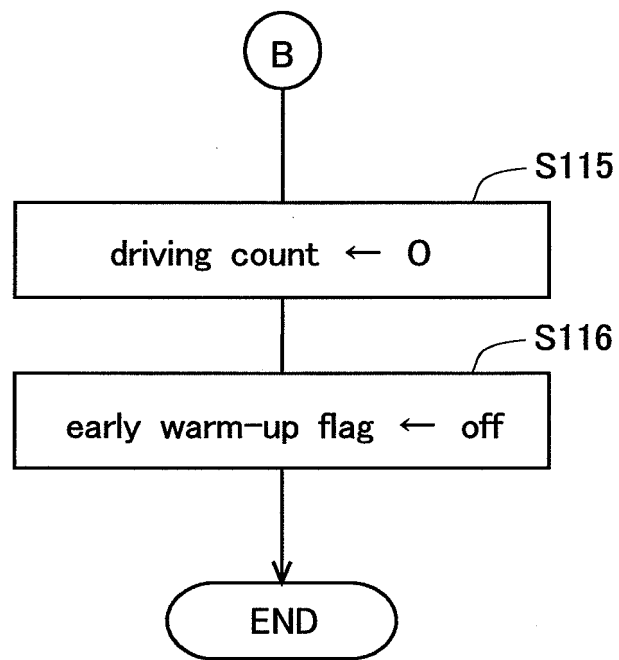 B
S115
driving count ← 0
S116
early warm-up flag ← off
END